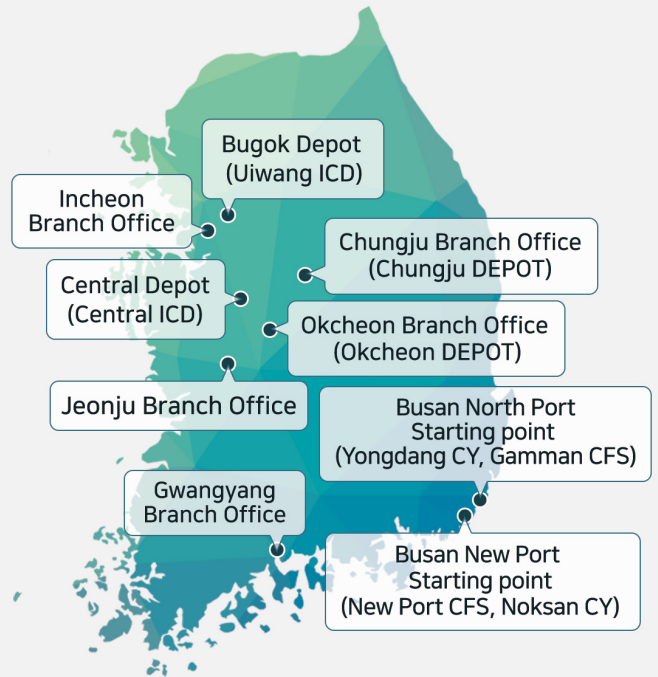 Bugok Depot
(Uiwang ICD)
Incheon
Branch Office
Chungju Branch Office
(Chungju DEPOT)
Central Depot
(Central ICD)
Okcheon Branch Office
(Okcheon DEPOT)
Jeonju Branch Office
Busan North Port
Starting point
(Yongdang CY, Gamman CFS)
Gwangyang
Branch Office
Busan New Port
Starting point
(New Port CFS, Noksan CY)